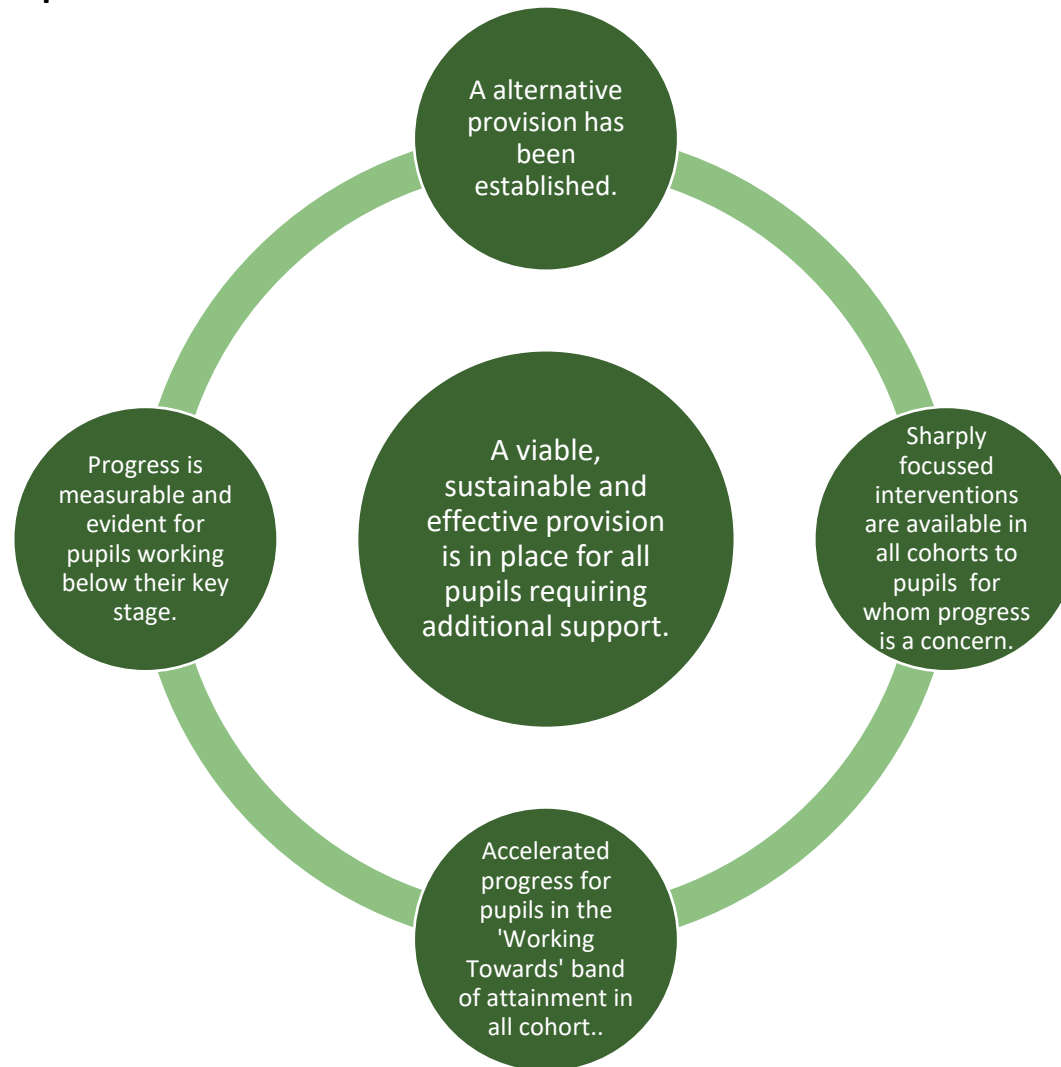 A alternative
provision has
been
established.
Sharply
focussed
interventions
are available in
all cohorts to
pupils for
whom progress
is a concern.
Accelerated
progress for
pupils in the
'Working
Towards' band
of attainment in
all cohort..
Progress is
measurable and
evident for
pupils working
below their key
stage.
A viable,
sustainable and
effective provision
is in place for all
pupils requiring
additional support.